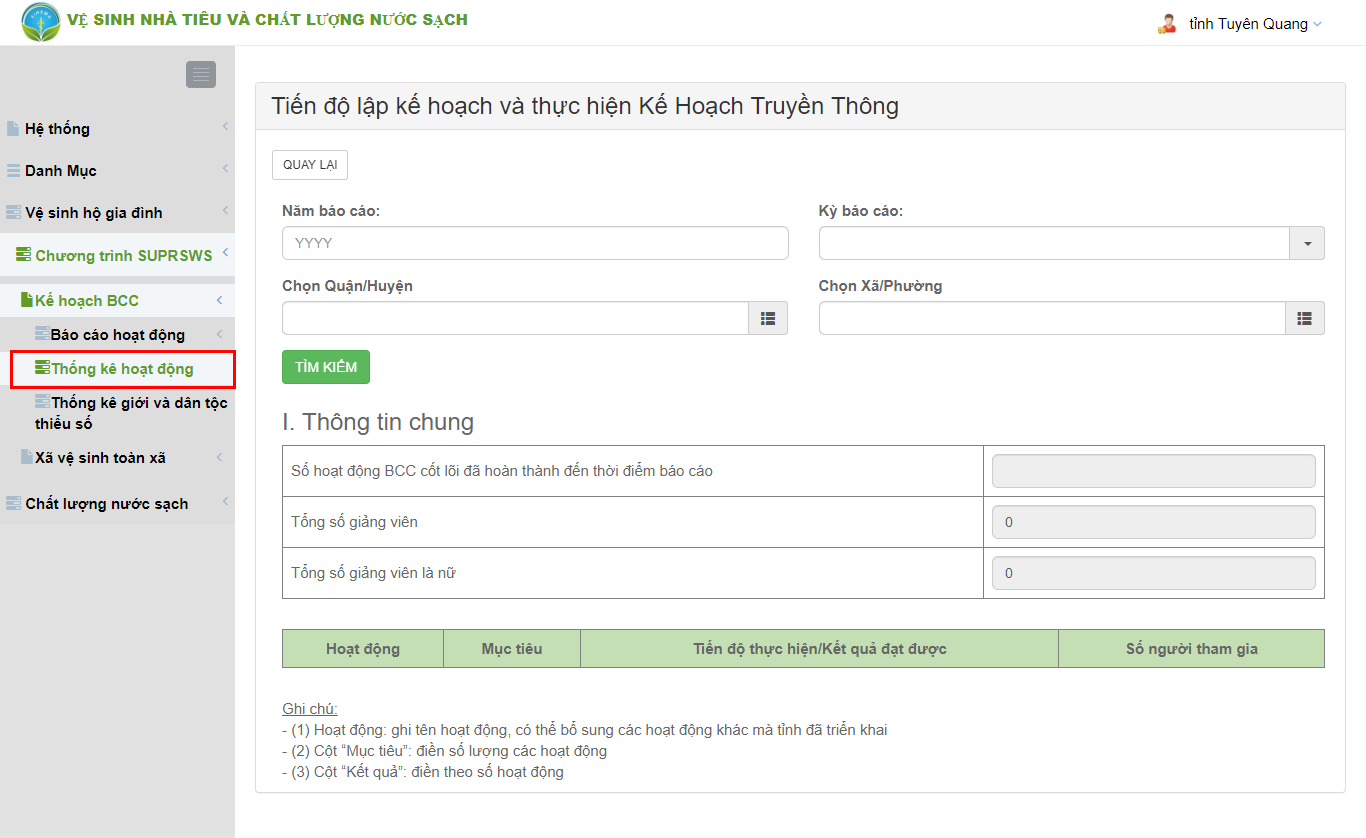 VỆ SINH NHÀ TIÊU VÀ CHẤT LƯỢNG NƯỚC SẠCH
tỉnh Tuyên Quang
Hệ thống
Danh Mục
Vệ sinh hộ gia đình
Chương trình SUPRSWS
Kế hoạch BCC
Báo cáo hoạt động
Thống kê hoạt động
Thống kê giới và dân tộc
thiểu số
Xã vệ sinh toàn xã
Chất lượng nước sạch
Tiến độ lập kế hoạch và thực hiện Kế Hoạch Truyền Thông
QUAY LẠI
Năm báo cáo:
Kỳ báo cáo:
YYYY
Chọn Quận/Huyện
Chọn Xã/Phường
TÌM KIẾM
I. Thông tin chung
Số hoạt động BCC cốt lõi đã hoàn thành đến thời điểm báo cáo
Tổng số giảng viên
0
Tổng số giảng viên là nữ
0
Hoạt động
Mục tiêu
Tiến độ thực hiện/Kết quả đạt được
Số người tham gia
Ghi chú:
- (1) Hoạt động: ghi tên hoạt động, có thể bổ sung các hoạt động khác mà tỉnh đã triển khai
- (2) Cột “Mục tiêu”: điền số lượng các hoạt động
- (3) Cột “Kết quả”: điền theo số hoạt động